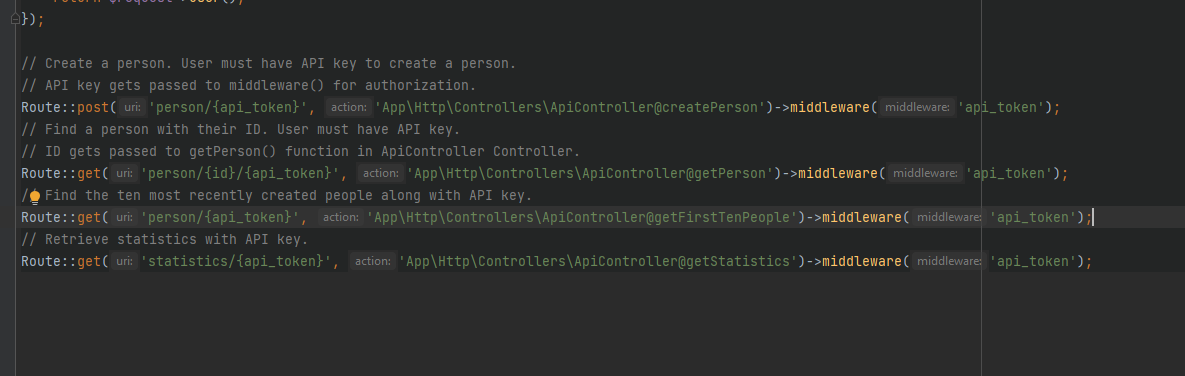 });
// Create a person. User must have API key to create a person.
// API key gets passed to middleware() for authorization.
Route::post( uri: 'person/{api_token}', action: 'App\Http\Controllers\ApiController@createPerson')->middleware( middleware: 'api_token');
// Find a person with their ID. User must have API key.
// ID gets passed to getPerson() function in ApiController Controller.
Route::get( uri: 'person/{id}/{api_token}', action: 'App\Http\Controllers\ApiController@getPerson')->middleware( middleware: 'api_token');
/ Find the ten most recently created people along with API key.
Route::get( uri: 'person/{api_token}', action: 'App\Http\Controllers\ApiController@getFirstTenPeople')->middleware( middleware: 'api_token');
// Retrieve statistics with API key.
Route::get( uri: 'statistics/{api_token}', action: 'App\Http\Controllers\ApiController@getStatistics')->middleware( middleware: 'api_token');